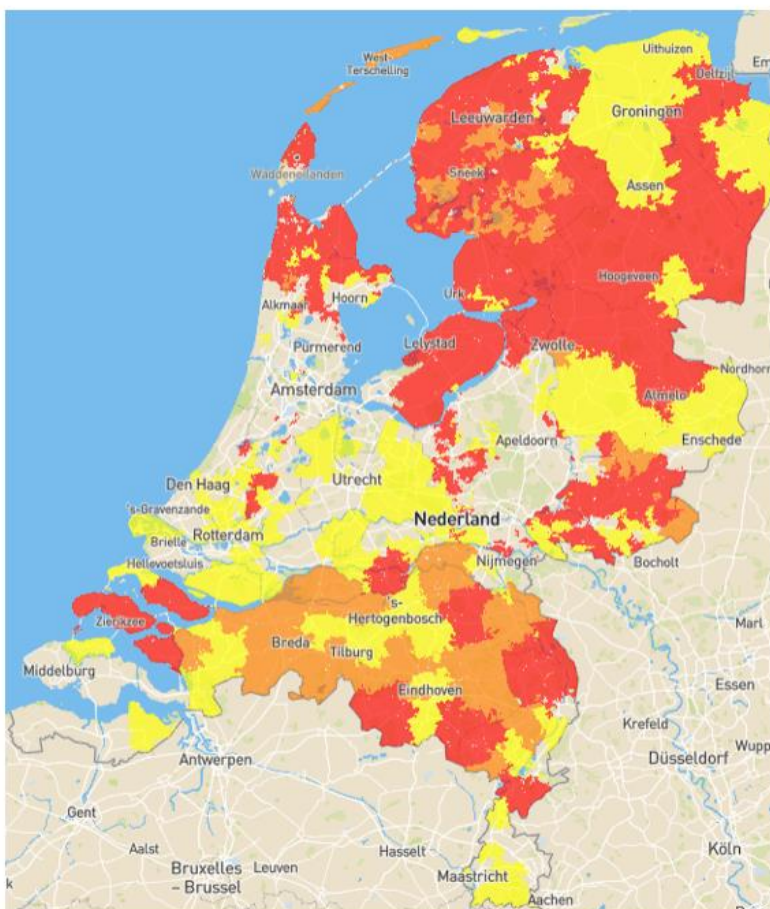 West-
Terschelling
Uithuizen
Em
Delfzijl
Leeuwarden
Groningen
Waddeneilanden
Sneek
Assen
Hoogeveen
Urk
Alkmaar
Hoorn
Lelystad
Zwolle
Purmerend
Nordhorn
Amsterdam
Almelo
Apeldoorn
Enschede
Den Haag
Utrecht
's-Gravenzande
Nederland
Rotterdam
Brielle
Nijmegen
Hellevoetsluis
Bocholt
's-
Hertogenbosch
Marl
Zierikzee
Breda
Tilburg
Middelburg
Eindhoven
Essen
Krefeld
Antwerpen
Düsseldorf
Wupp
Gent
Aalst
Hasselt
Köln
k
Bruxelles
– Brussel
Leuven
Maastricht
Aachen